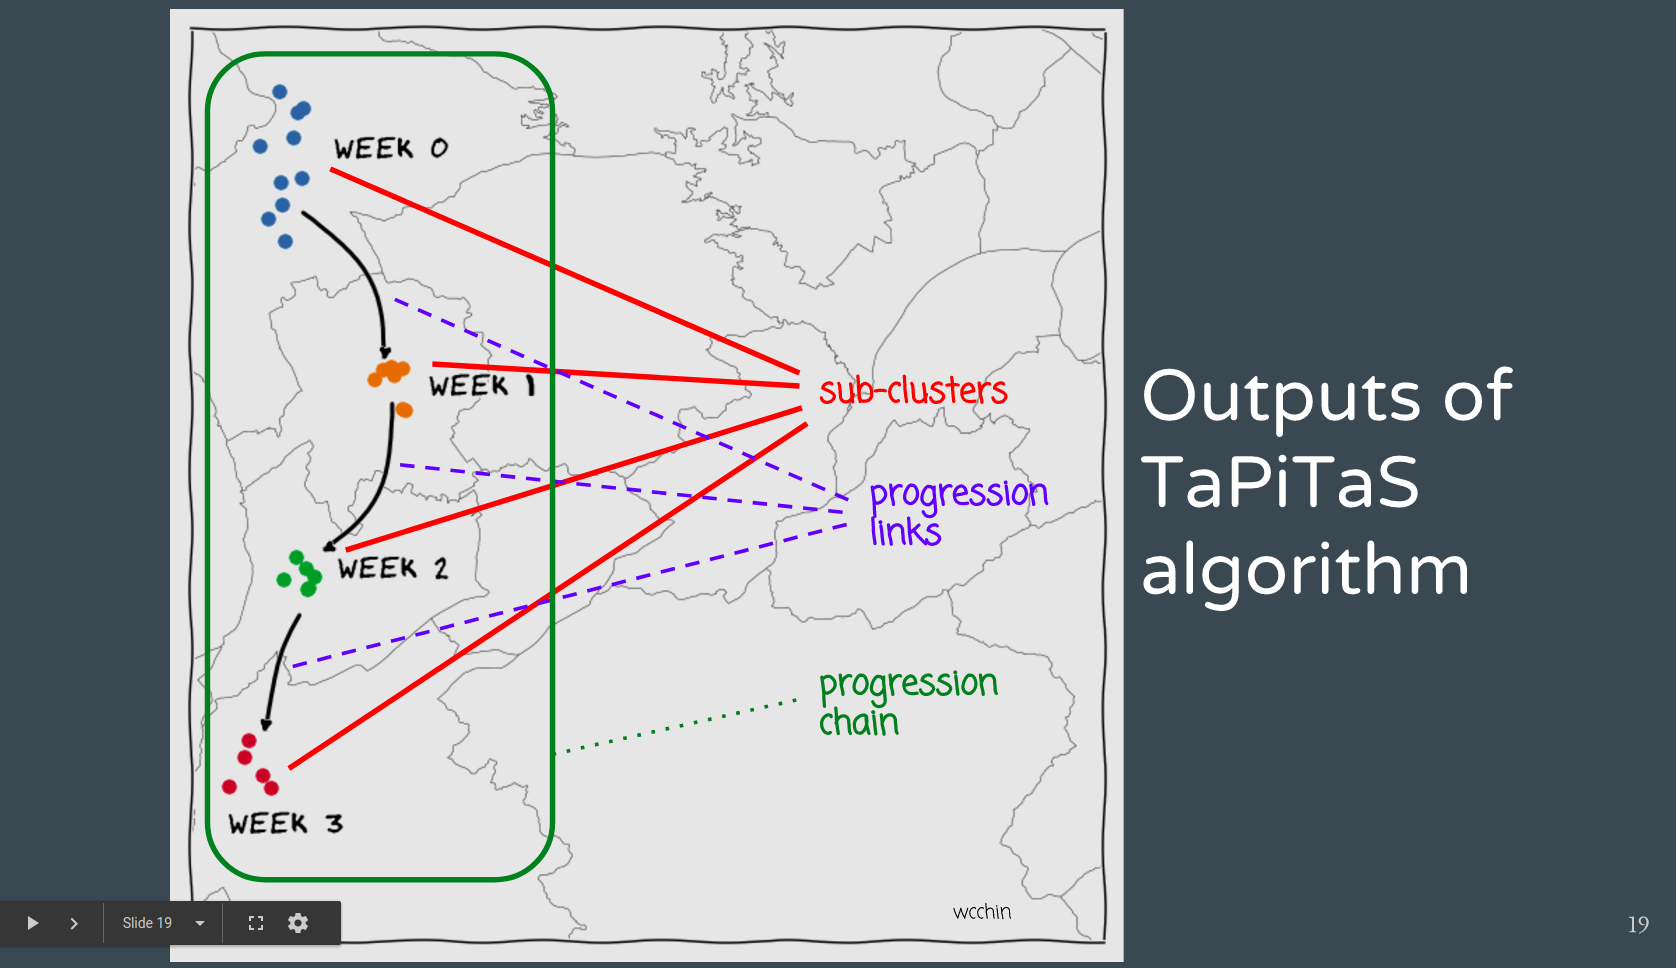 WEEK 0
WEEK 1
sub-clusters
progression
links
WEEK 2
progression
chain
WEEK 3
wcchin
Outputs of
TaPiTaS
algorithm
Slide 19
19